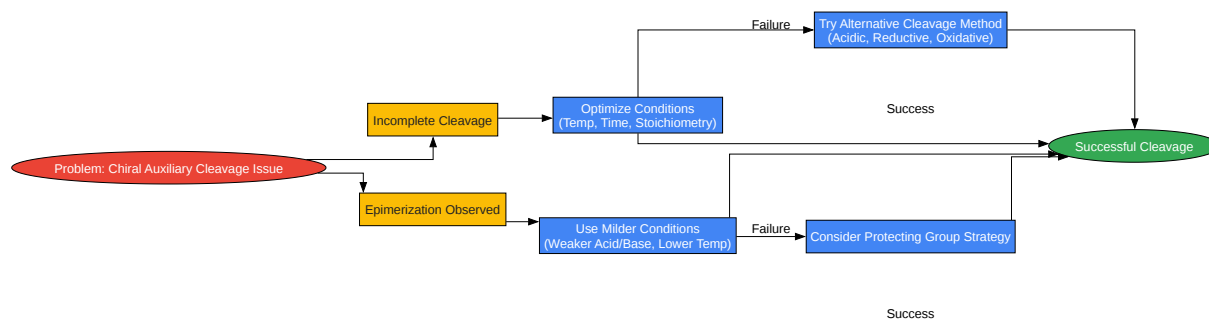 Failure
Try Alternative Cleavage Method
(Acidic, Reductive, Oxidative)
Incomplete Cleavage
Optimize Conditions
(Temp, Time, Stoichiometry)
Success
Problem: Chiral Auxiliary Cleavage Issue
Successful Cleavage
Epimerization Observed
Use Milder Conditions
(Weaker Acid/Base, Lower Temp)
Failure
Consider Protecting Group Strategy
Success